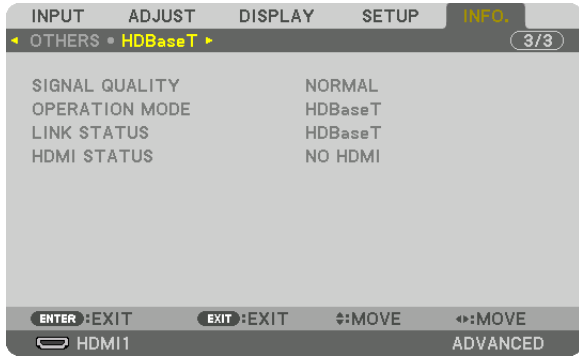 INPUT ADJUST DISPLAY SETUP INFO.
◂ OTHERS • HDBaseT ▸ 3/3
SIGNAL QUALITY NORMAL
OPERATION MODE HDBaseT
LINK STATUS HDBaseT
HDMI STATUS NO HDMI
ENTER :EXIT EXIT :EXIT :MOVE :MOVE
HDMI1 ADVANCED